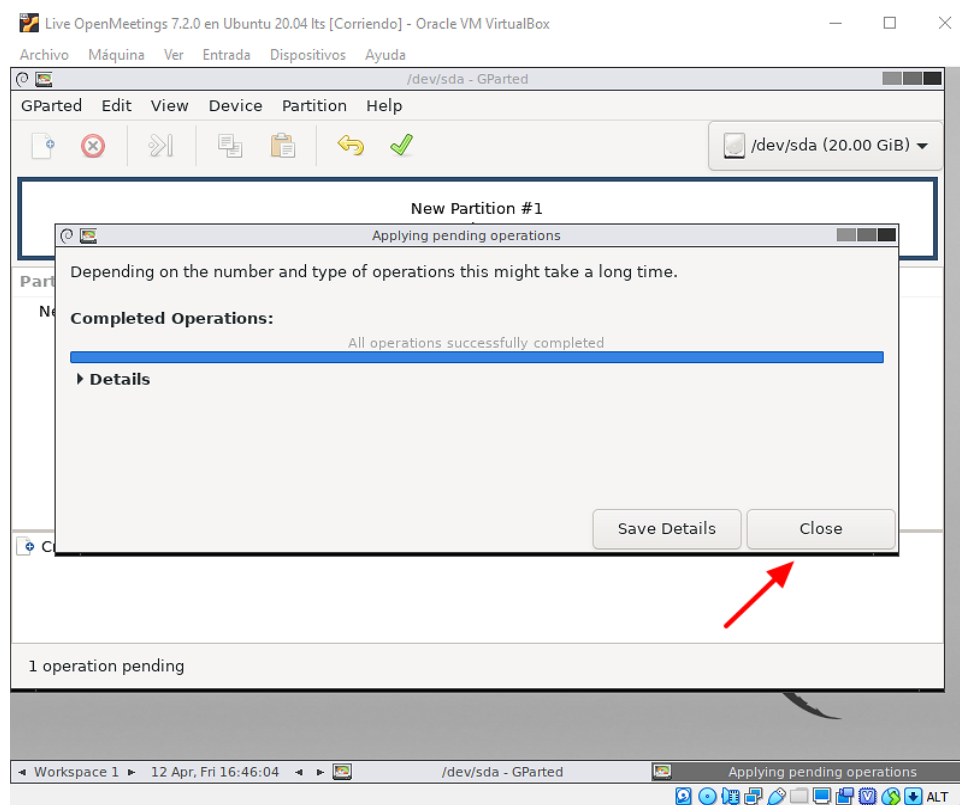 Live OpenMeetings 7.2.0 en Ubuntu 20.04 lts [Corriendo] - Oracle VM VirtualBox
Archivo Máquina Ver Entrada Dispositivos Ayuda
/dev/sda - GParted
GParted Edit View Device Partition Help
/dev/sda (20.00 GiB)
New Partition #1
Applying pending operations
Part
Depending on the number and type of operations this might take a long time.
Ne
Completed Operations:
All operations successfully completed
Details
Save Details Close
Cr
1 operation pending
Workspace 1 12 Apr, Fri 16:46:04 /dev/sda - GParted Applying pending operations
ALT